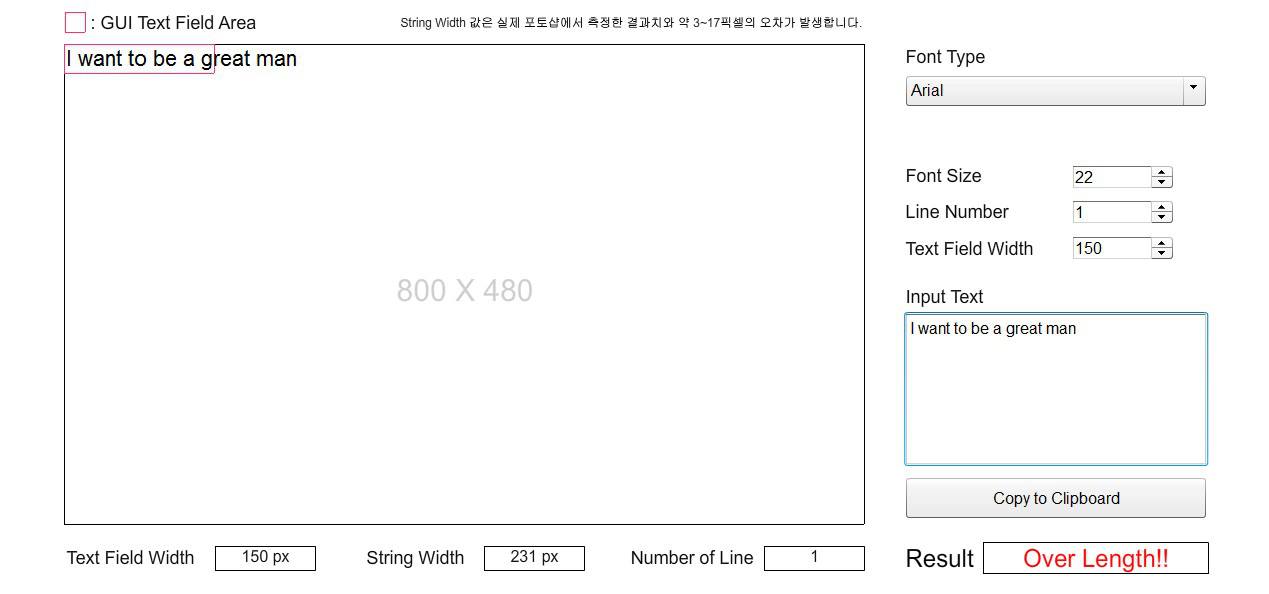 : GUI Text Field Area
String Width 값은 실제 포토샵에서 측정한 결과치와 약 3~17픽셀의 오차가 발생합니다.
I want to be a great man
800 X 480
Font Type
Arial
Font Size 22
Line Number 1
Text Field Width 150
Input Text
I want to be a great man
Copy to Clipboard
Text Field Width 150 px String Width 231 px Number of Line 1
Result Over Length!!